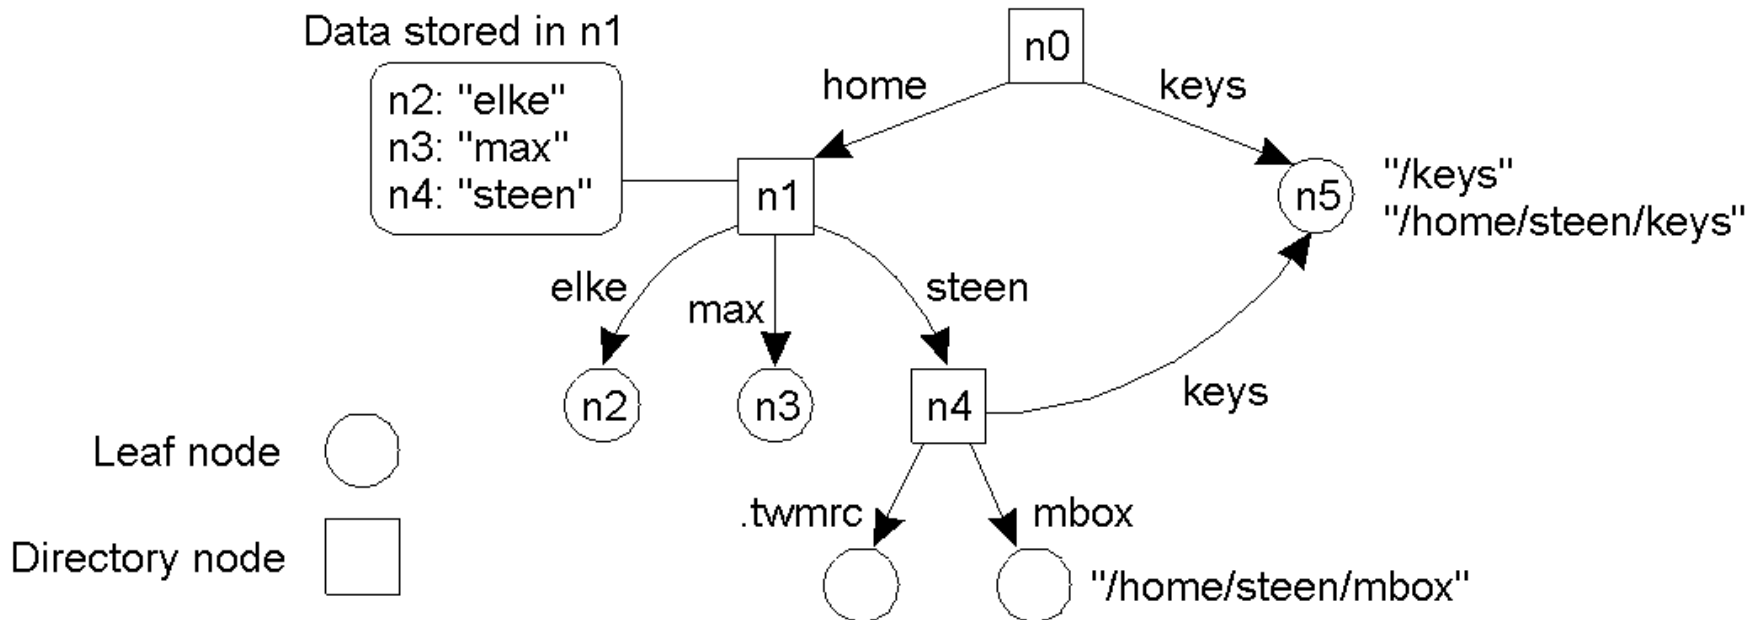 Data stored in n1
n2: "elke"
n3: "max"
n4: "steen"
n0
home
keys
n1
n5
"/keys"
"/home/steen/keys"
elke
max
steen
keys
n2
n3
n4
Leaf node
.twmrc
mbox
Directory node
"/home/steen/mbox"